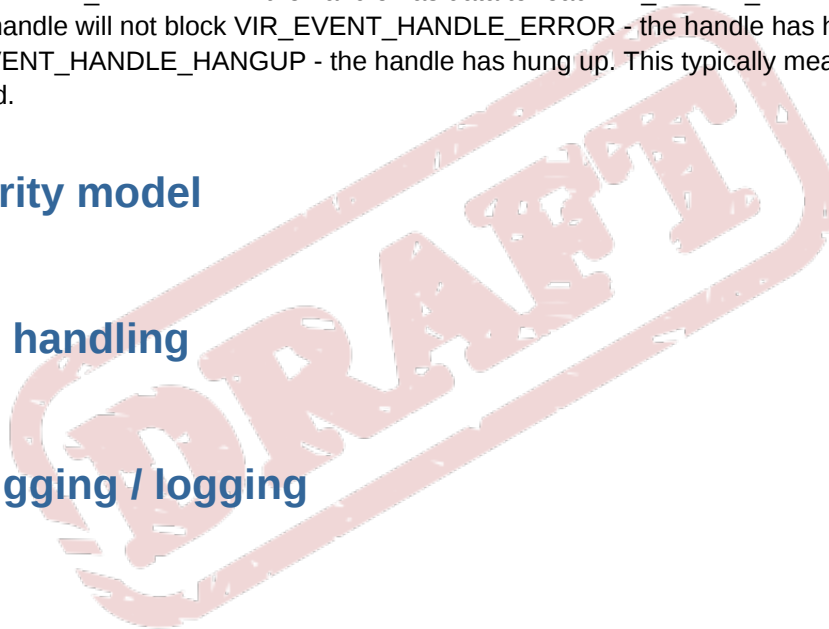 handle will not block VIR_EVENT_HANDLE_ERROR - the handle has
ENT_HANDLE_HANGUP - the handle has hung up. This typically
d.
rity model
handling
gging / logging
DRAFT